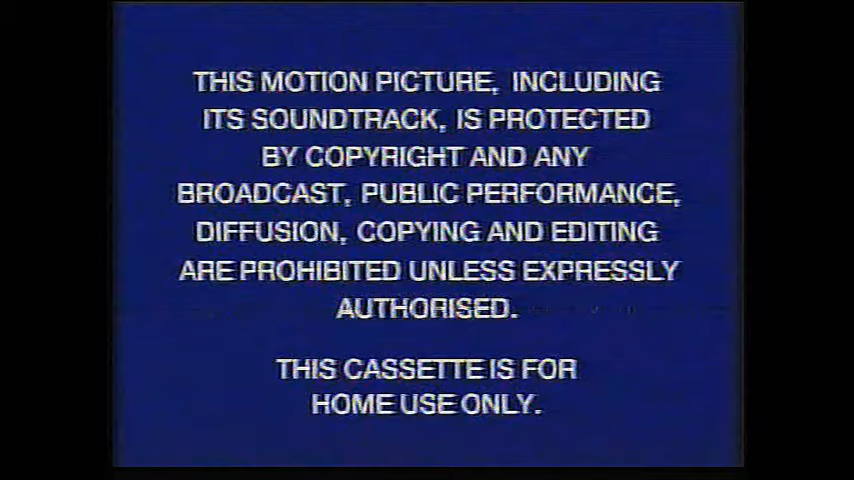 THIS MOTION PICTURE, INCLUDING
ITS SOUNDTRACK, IS PROTECTED
BY COPYRIGHT AND ANY
BROADCAST, PUBLIC PERFORMANCE,
DIFFUSION, COPYING AND EDITING
ARE PROHIBITED UNLESS EXPRESSLY
AUTHORISED.
THIS CASSETTE IS FOR
HOME USE ONLY.